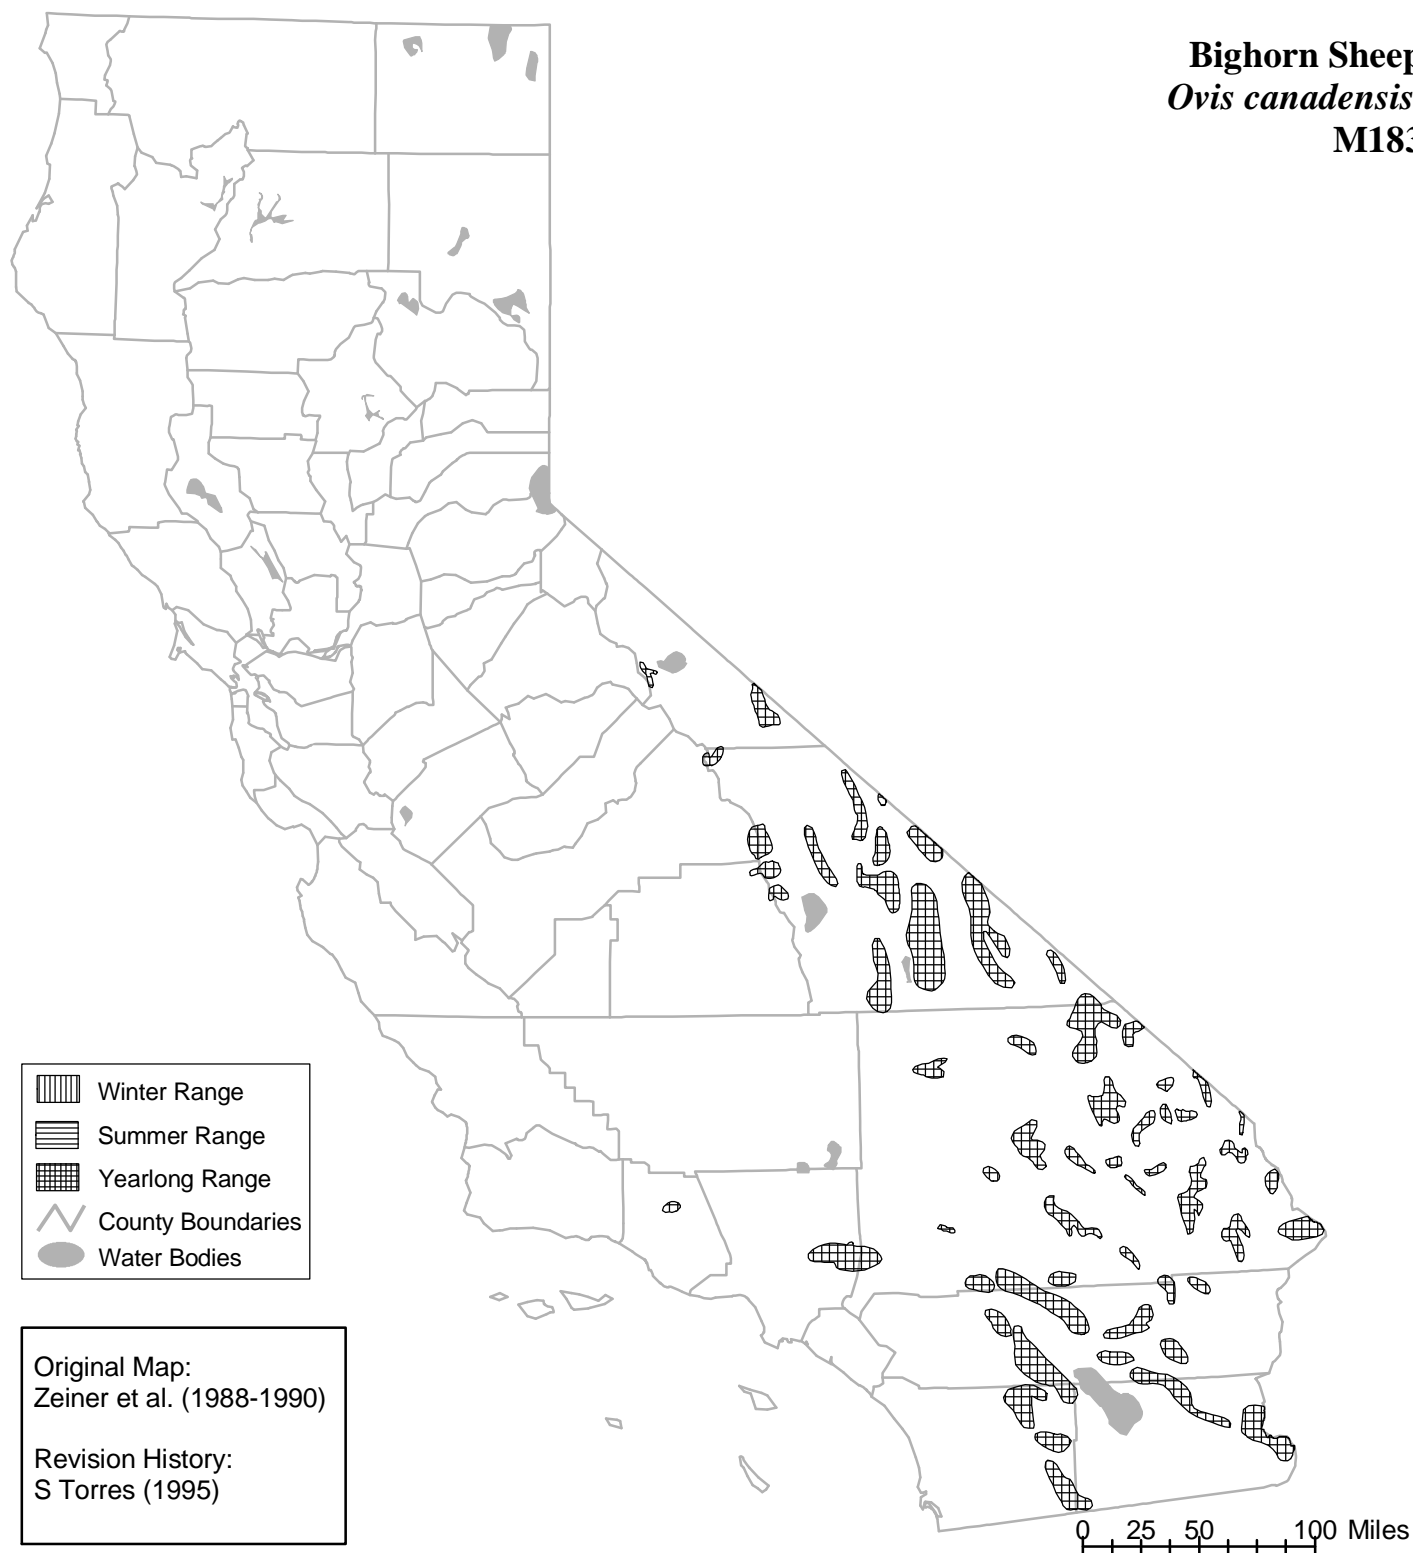 Bighorn Sheep
Ovis canadensis
M183
Winter Range
Summer Range
Yearlong Range
County Boundaries
Water Bodies
Original Map:
Zeiner et al. (1988-1990)
Revision History:
S Torres (1995)
0 25 50 100 Miles